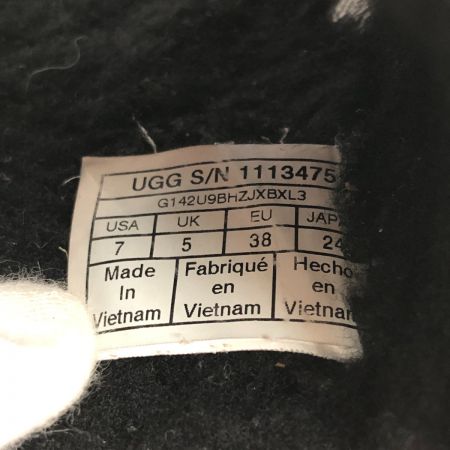 UGG S/N 1113475
G142U9BHZJXBXL3
USA UK EU JAPA
7 5 38 24
Made Fabriqué Hecho
In en en
Vietnam Vietnam Vietnam